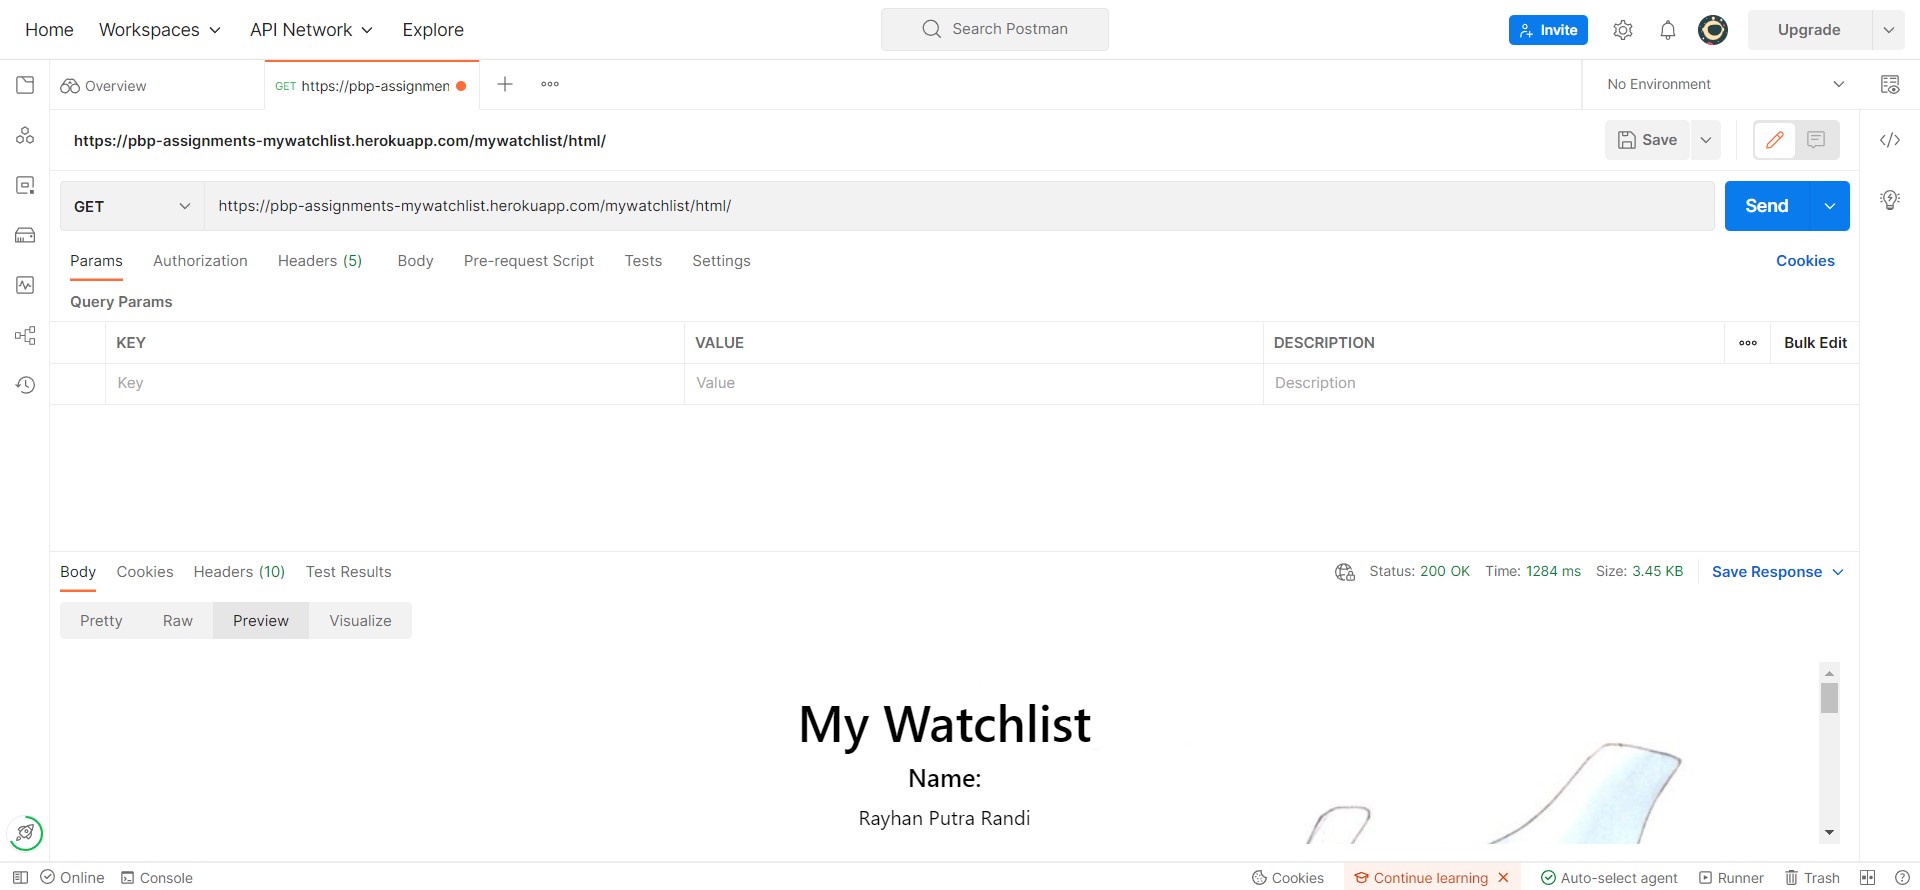 Home Workspaces API Network Explore Search Postman Invite Upgrade
Overview GET https://pbp-assignmen No Environment
https://pbp-assignments-mywatchlist.herokuapp.com/mywatchlist/html/ Save
GET https://pbp-assignments-mywatchlist.herokuapp.com/mywatchlist/html/ Send
Params Authorization Headers (5) Body Pre-request Script Tests Settings Cookies
Query Params
KEY VALUE DESCRIPTION Bulk Edit
Key Value Description
Body Cookies Headers (10) Test Results Status: 200 OK Time: 1284 ms Size: 3.45 KB Save Response
Pretty Raw Preview Visualize
My Watchlist
Name:
Rayhan Putra Randi
Online Console Cookies Continue learning Auto-select agent Runner Trash